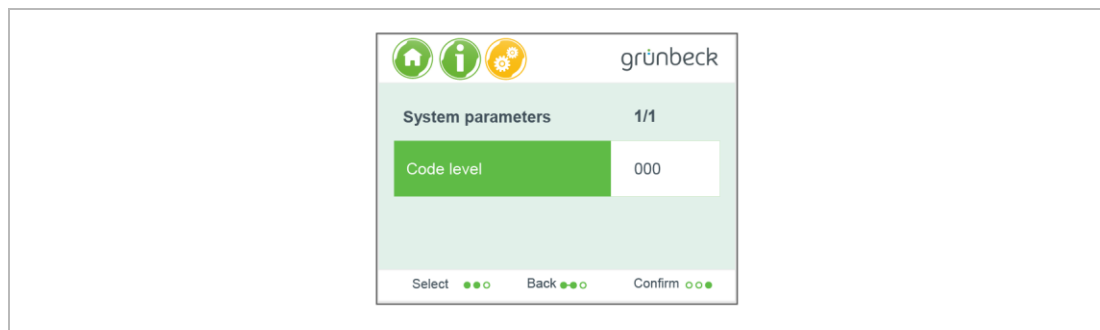 grünbeck
System parameters 1/1
Code level 000
Select Back Confirm